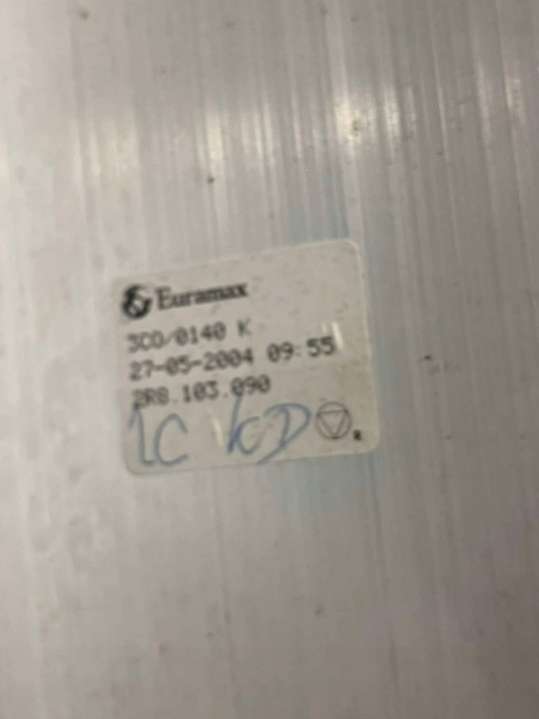 Euramax
3CO/0140 K
27-05-2004 09:55
2R8.103.090
1C KD